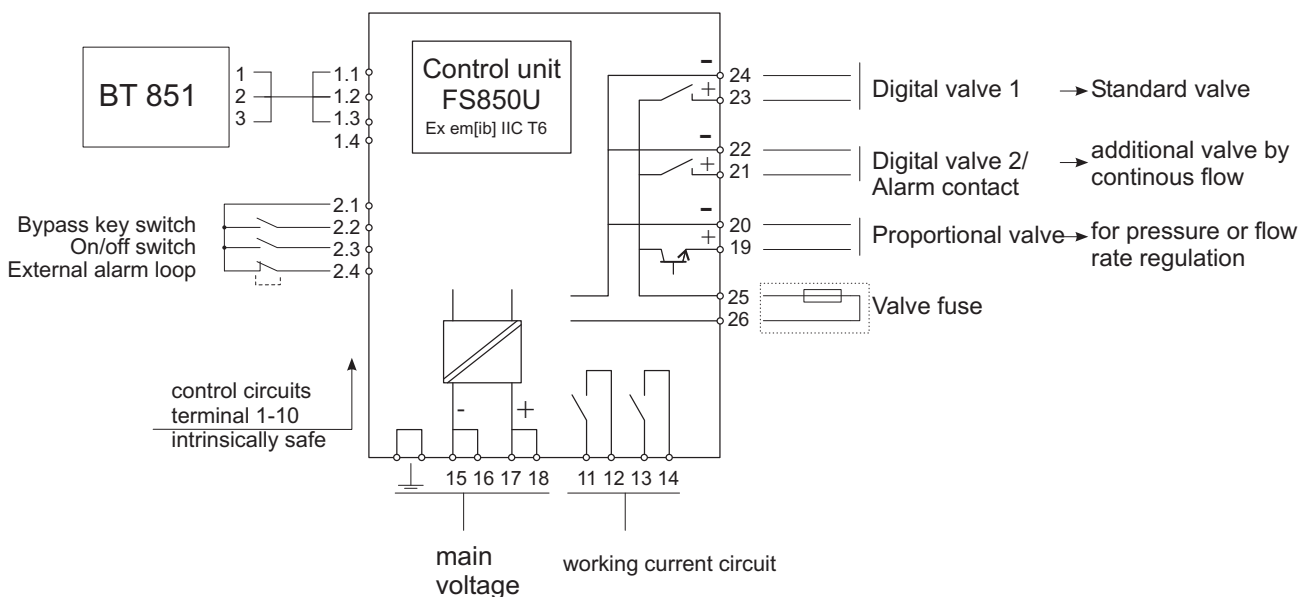 BT 851
1
2
3
1.1
1.2
1.3
1.4
Control unit
FS850U
Ex em[ib] IIC T6
2.1
Bypass key switch 2.2
On/off switch 2.3
External alarm loop 2.4
control circuits
terminal 1-10
intrinsically safe
- 24
+ 23
Digital valve 1 Standard valve
- 22
+ 21
Digital valve 2/
Alarm contact
additional valve by
continous flow
- 20
+ 19
Proportional valve for pressure or flow
rate regulation
25
26
Valve fuse
- +
15 16 17 18 11 12 13 14
main
voltage
working current circuit